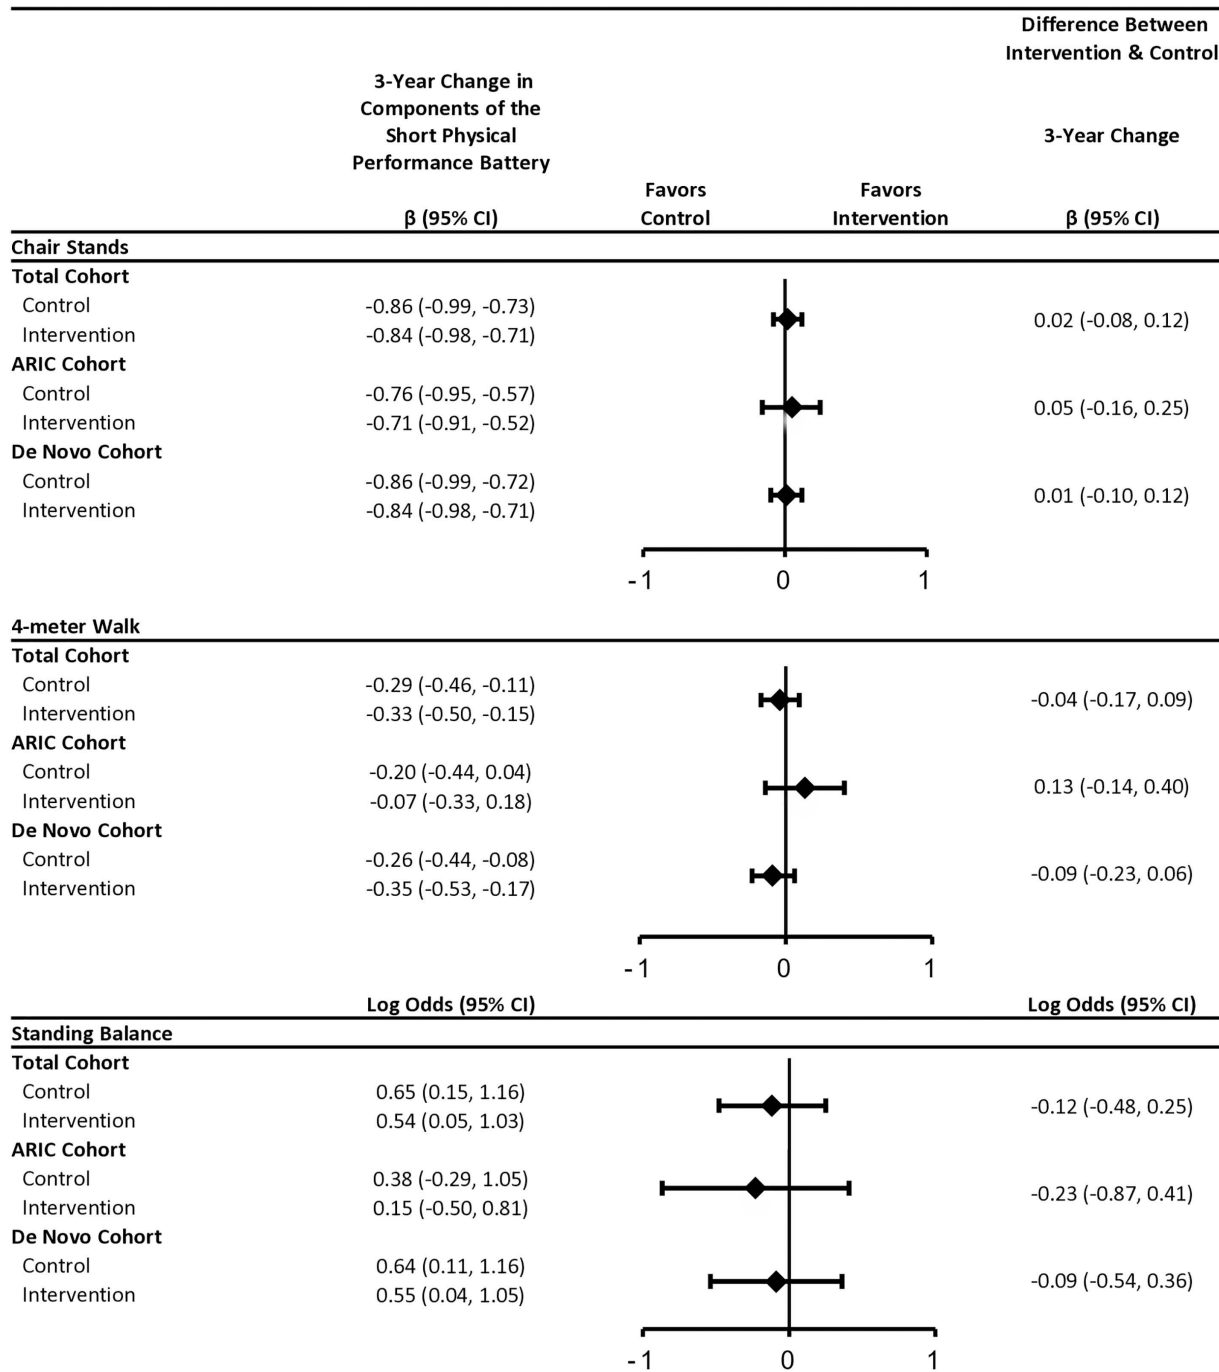 Difference Between
Intervention & Control
3-Year Change in
Components of the
Short Physical
Performance Battery
3-Year Change
Favors Control
Favors Intervention
β (95% CI)
β (95% CI)
Chair Stands
Total Cohort
Control -0.86 (-0.99, -0.73)
Intervention -0.84 (-0.98, -0.71)
0.02 (-0.08, 0.12)
ARIC Cohort
Control -0.76 (-0.95, -0.57)
Intervention -0.71 (-0.91, -0.52)
0.05 (-0.16, 0.25)
De Novo Cohort
Control -0.86 (-0.99, -0.72)
Intervention -0.84 (-0.98, -0.71)
0.01 (-0.10, 0.12)
-1 0 1
4-meter Walk
Total Cohort
Control -0.29 (-0.46, -0.11)
Intervention -0.33 (-0.50, -0.15)
-0.04 (-0.17, 0.09)
ARIC Cohort
Control -0.20 (-0.44, 0.04)
Intervention -0.07 (-0.33, 0.18)
0.13 (-0.14, 0.40)
De Novo Cohort
Control -0.26 (-0.44, -0.08)
Intervention -0.35 (-0.53, -0.17)
-0.09 (-0.23, 0.06)
-1 0 1
Log Odds (95% CI) Log Odds (95% CI)
Standing Balance
Total Cohort
Control 0.65 (0.15, 1.16)
Intervention 0.54 (0.05, 1.03)
-0.12 (-0.48, 0.25)
ARIC Cohort
Control 0.38 (-0.29, 1.05)
Intervention 0.15 (-0.50, 0.81)
-0.23 (-0.87, 0.41)
De Novo Cohort
Control 0.64 (0.11, 1.16)
Intervention 0.55 (0.04, 1.05)
-0.09 (-0.54, 0.36)
-1 0 1